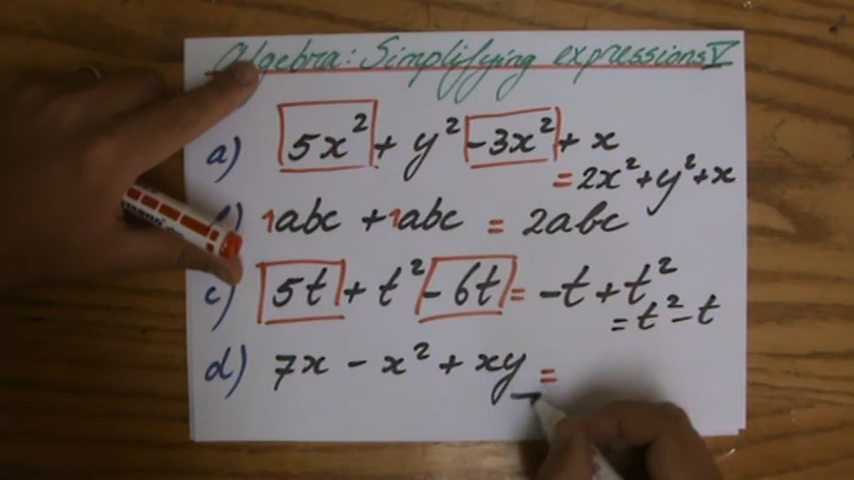 Algebra: Simplifying expressions V
a) 5x² + y² - 3x² + x
= 2x² + y² + x
1abc + 1abc = 2abc
c) 5t + t² - 6t = -t + t²
= t² - t
d) 7x - x² + xy =